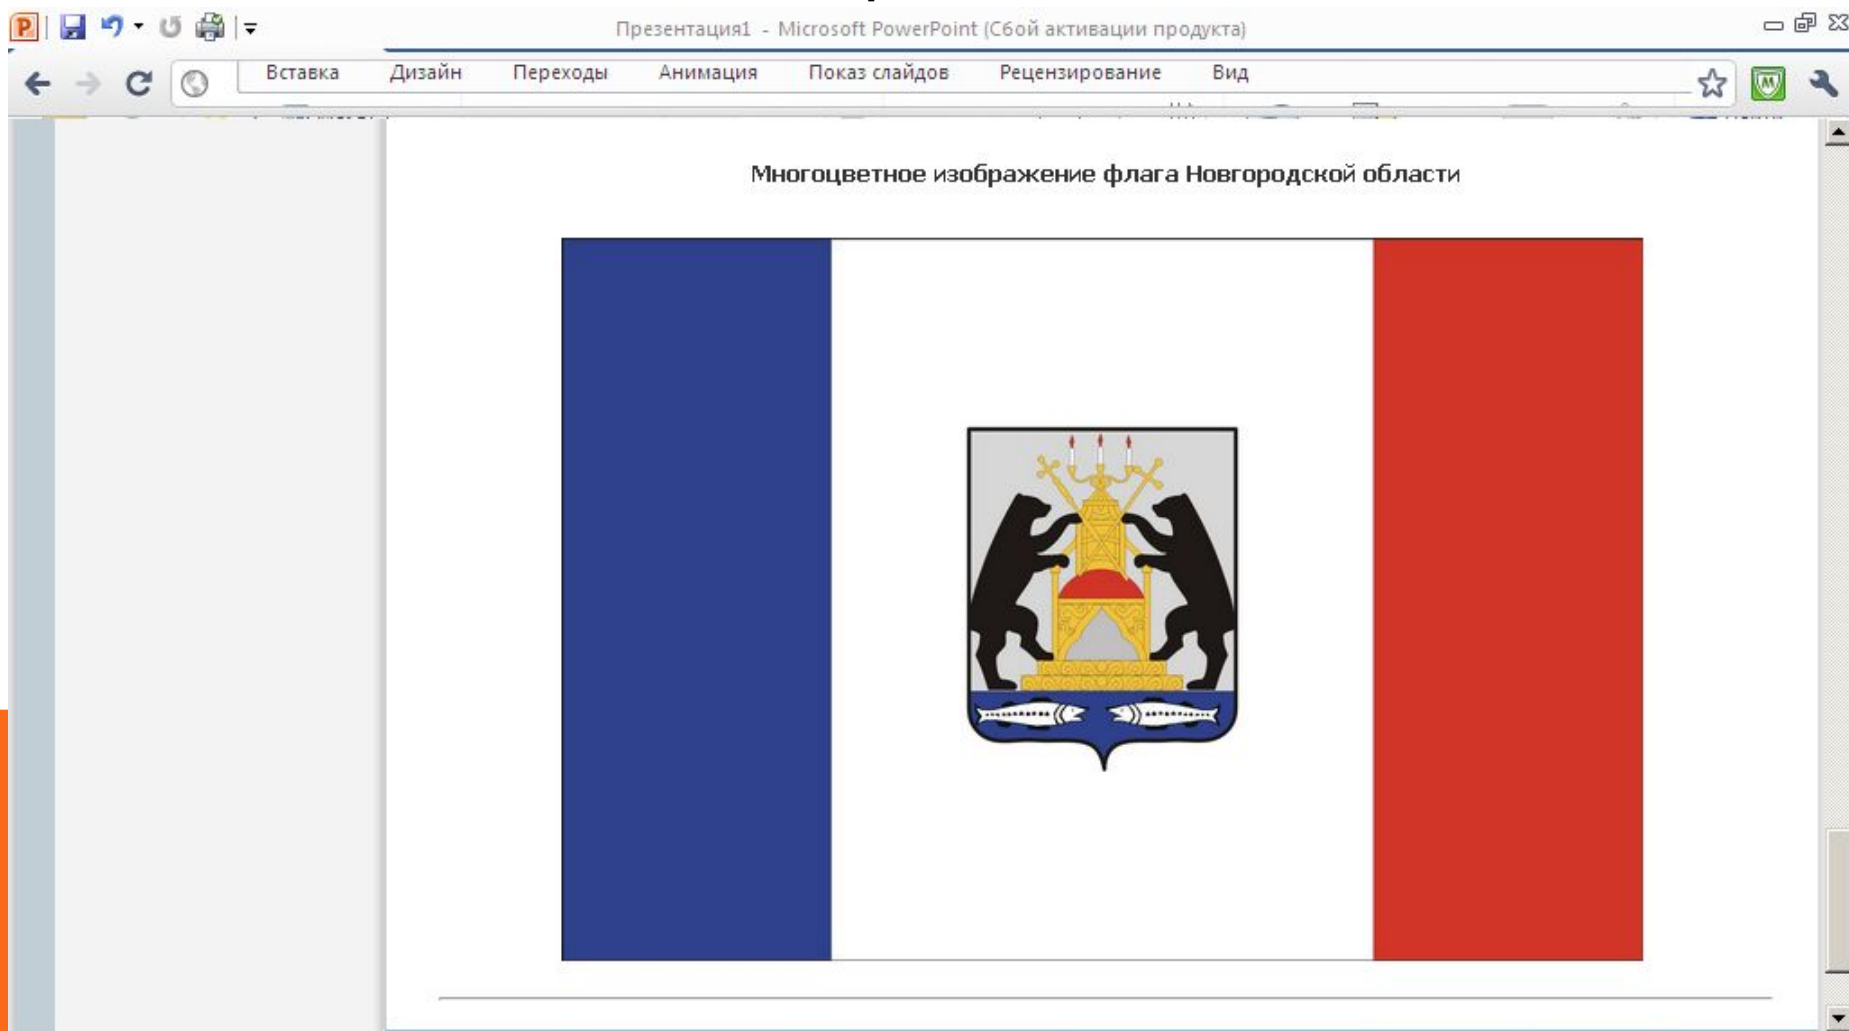 Презентация1 - Microsoft PowerPoint (Сбой активации продукта)
Вставка Дизайн Переходы Анимация Показ слайдов Рецензирование Вид
Многоцветное изображение флага Новгородской области